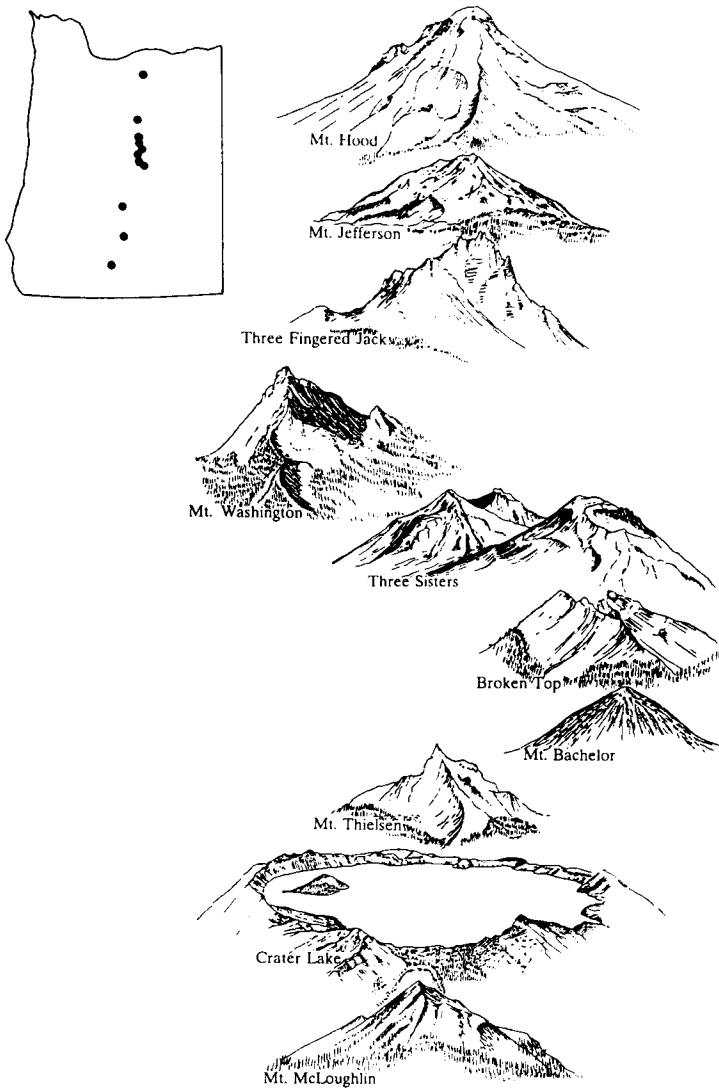 Mt. Hood
Mt. Jefferson
Three Fingered Jack
Mt. Washington
Three Sisters
Broken Top
Mt. Bachelor
Mt. Thielsen
Crater Lake
Mt. McLoughlin